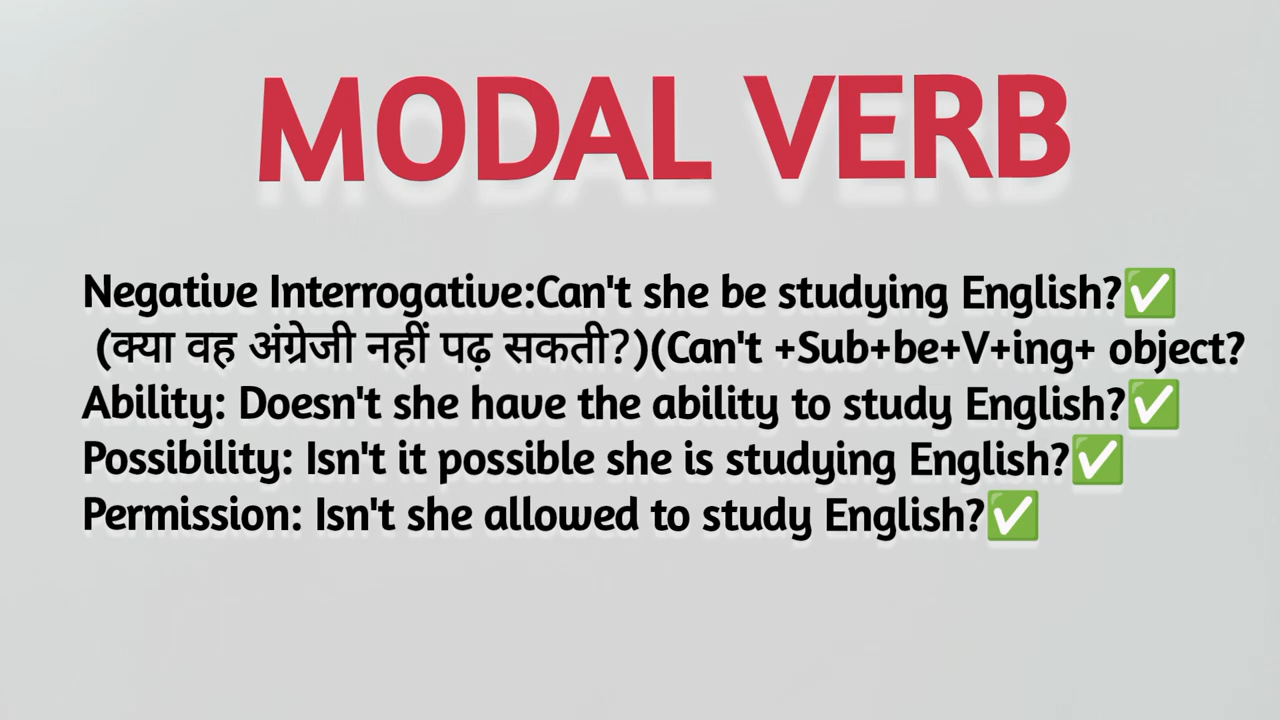 MODAL VERB
Negative Interrogative:Can't she be studying English?✅
(क्या वह अंग्रेजी नहीं पढ़ सकती?)(Can't +Sub+be+V+ing+ object?
Ability: Doesn't she have the ability to study English?✅
Possibility: Isn't it possible she is studying English?✅
Permission: Isn't she allowed to study English?✅